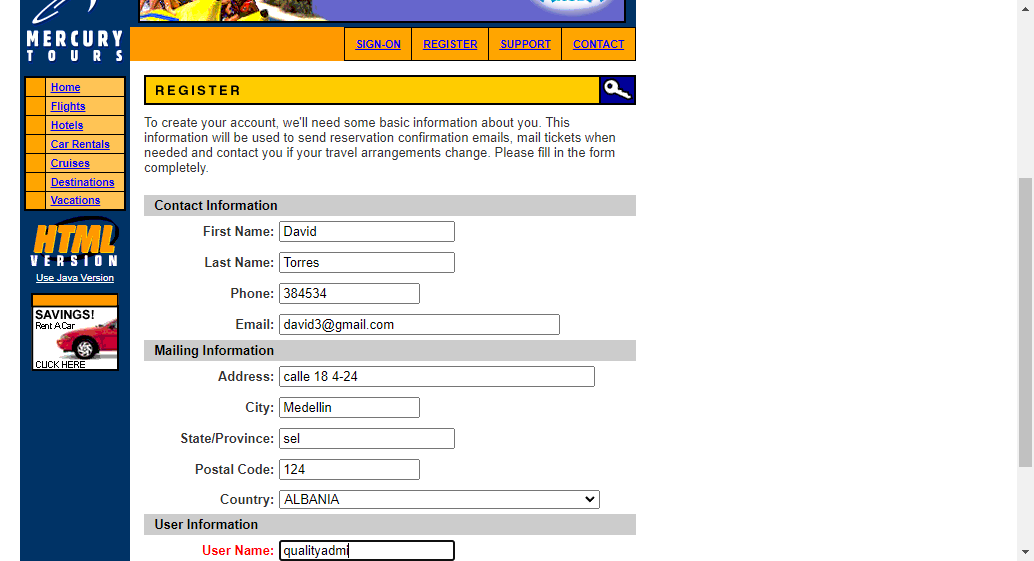 MERCURY
TOURS
SIGN-ON REGISTER SUPPORT CONTACT
Home
Flights
Hotels
Car Rentals
Cruises
Destinations
Vacations
HTML
VERSION
Use Java Version
SAVINGS!
Rent A Car
CLICK HERE
REGISTER
To create your account, we'll need some basic information about you. This
information will be used to send reservation confirmation emails, mail tickets when
needed and contact you if your travel arrangements change. Please fill in the form
completely.
Contact Information
First Name: David
Last Name: Torres
Phone: 384534
Email: david3@gmail.com
Mailing Information
Address: calle 18 4-24
City: Medellin
State/Province: sel
Postal Code: 124
Country: ALBANIA
User Information
User Name: qualityadmi